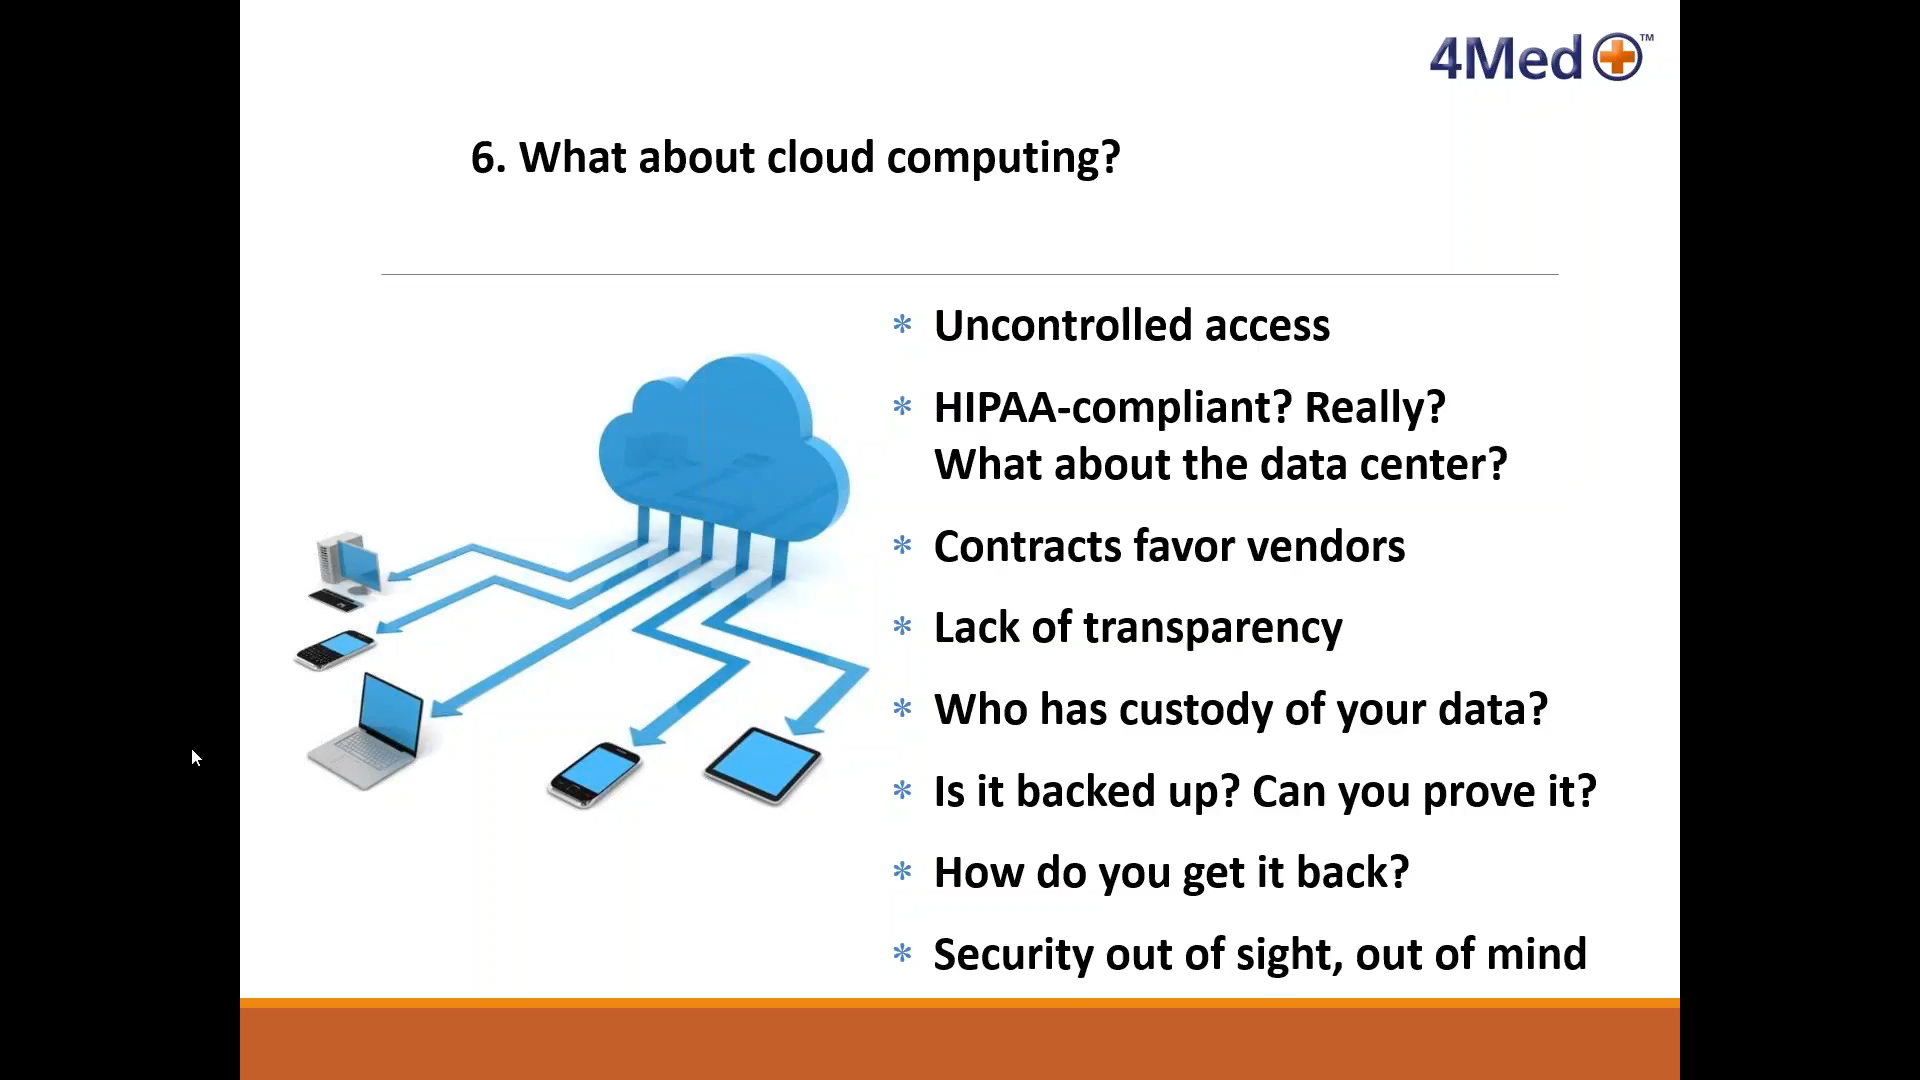 4Med ™
6. What about cloud computing?
* Uncontrolled access
* HIPAA-compliant? Really?
What about the data center?
* Contracts favor vendors
* Lack of transparency
* Who has custody of your data?
* Is it backed up? Can you prove it?
* How do you get it back?
* Security out of sight, out of mind